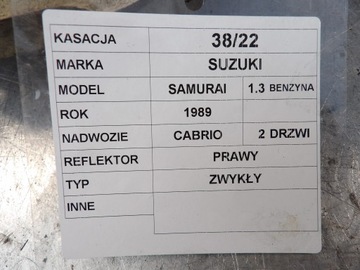 KASACJA 38/22
MARKA SUZUKI
MODEL SAMURAI 1.3 BENZYNA
ROK 1989
NADWOZIE CABRIO 2 DRZWI
REFLEKTOR PRAWY
TYP ZWYKŁY
INNE